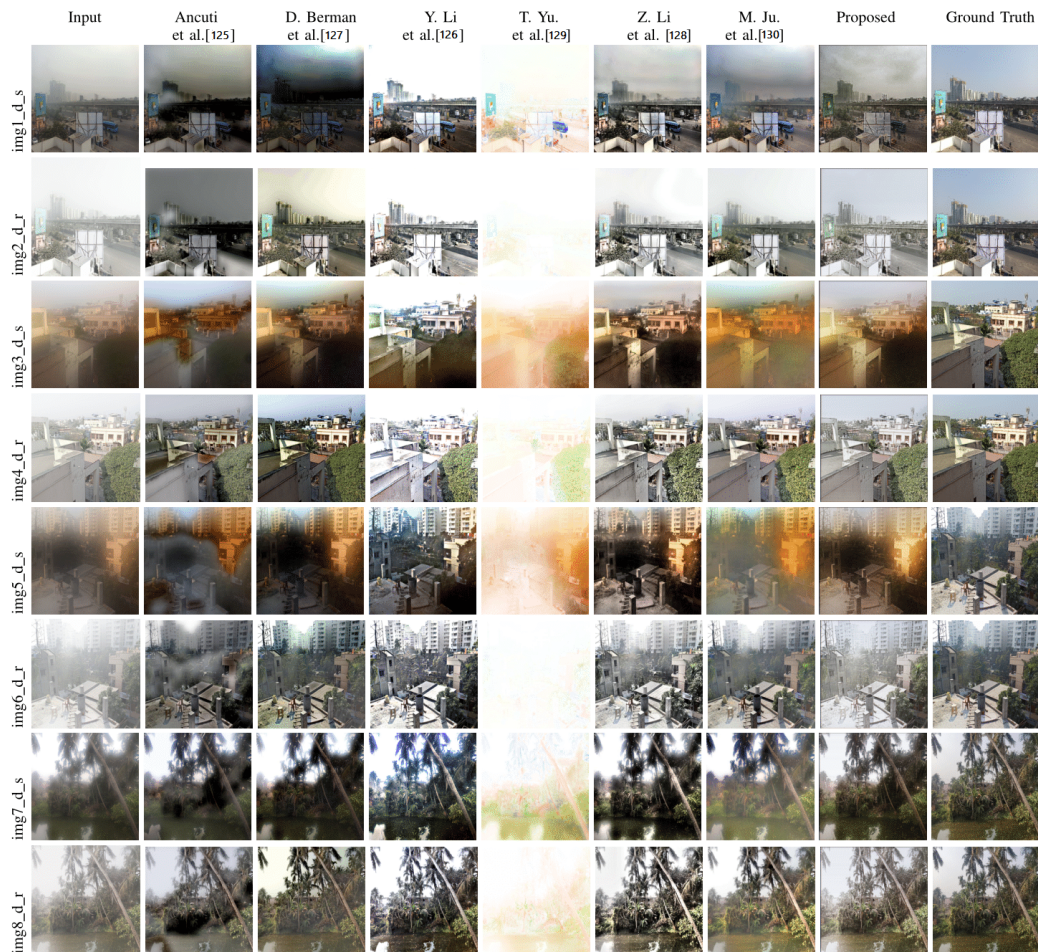 Input
Ancuti
et al.[125]
D. Berman
et al.[127]
Y. Li
et al.[126]
T. Yu.
et al.[129]
Z. Li
et al.[128]
M. Ju.
et al.[130]
Proposed
Ground Truth
img1_d_s
img2_d_r
img3_d_s
img4_d_r
img5_d_s
img6_d_r
img7_d_s
img8_d_r